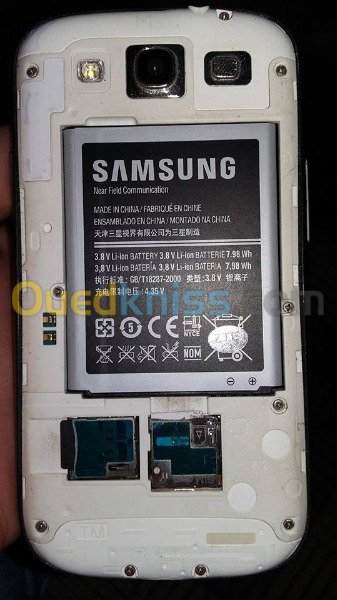 SAMSUNG
Near Field Communication
MADE IN CHINA / FABRIQUÉ EN CHINE
ENSAMBLADO EN CHINA / MONTADO NA CHINA
天津三星视界有限公司为三星制造
3.8 V Li-ion BATTERY 3.8 V Li-ion BATTERIE 7.98 Wh
3,8 V Li-ion BATERÍA 3,8 V Li-ion BATERIA 7,98 Wh
执行标准: GB/T18287-2000 类型: 3.8 V 锂离子
充电限制电压: 4.35 V
Ouedkniss.com
NYCE
NOM
TM